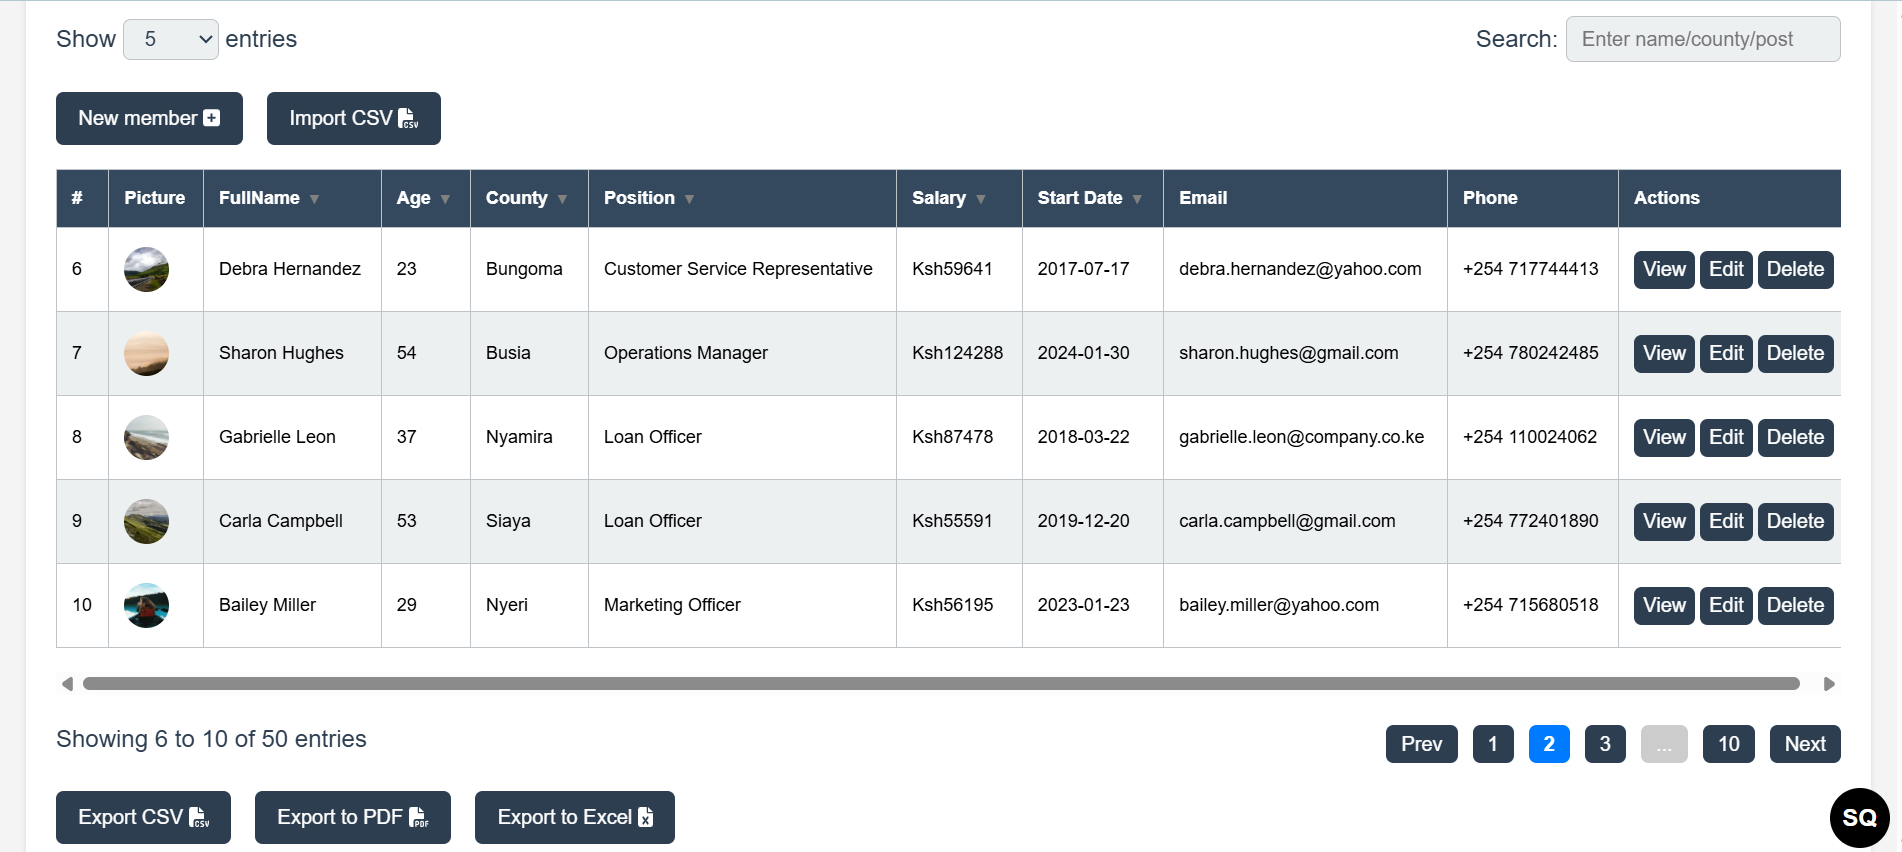 Show 5 entries Search: Enter name/county/post
New member Import CSV CSV
# Picture FullName ▼ Age ▼ County ▼ Position ▼ Salary ▼ Start Date ▼ Email Phone Actions
6 Debra Hernandez 23 Bungoma Customer Service Representative Ksh59641 2017-07-17 debra.hernandez@yahoo.com +254 717744413 View Edit Delete
7 Sharon Hughes 54 Busia Operations Manager Ksh124288 2024-01-30 sharon.hughes@gmail.com +254 780242485 View Edit Delete
8 Gabrielle Leon 37 Nyamira Loan Officer Ksh87478 2018-03-22 gabrielle.leon@company.co.ke +254 110024062 View Edit Delete
9 Carla Campbell 53 Siaya Loan Officer Ksh55591 2019-12-20 carla.campbell@gmail.com +254 772401890 View Edit Delete
10 Bailey Miller 29 Nyeri Marketing Officer Ksh56195 2023-01-23 bailey.miller@yahoo.com +254 715680518 View Edit Delete
Showing 6 to 10 of 50 entries Prev 1 2 3 ... 10 Next
Export CSV CSV Export to PDF PDF Export to Excel X
SQ